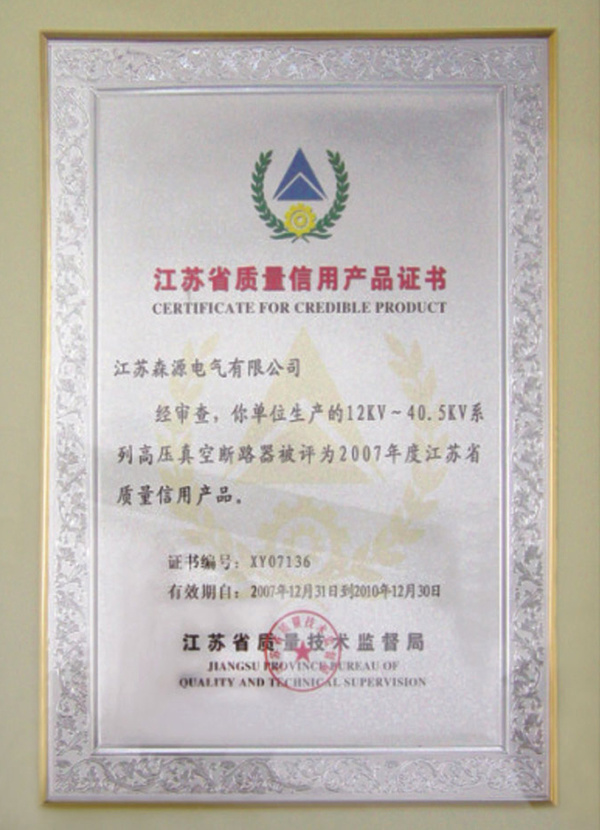 江苏省质量信用产品证书
CERTIFICATE FOR CREDIBLE PRODUCT
江苏森源电气有限公司
经审查，你单位生产的12KV～40.5KV系
列高压真空断路器被评为2007年度江苏省
质量信用产品。
证书编号：XY07136
有效期自：2007年12月31日到2010年12月30日
江苏省质量技术监督局
JIANGSU PROVINCE BUREAU OF
QUALITY AND TECHNICAL SUPERVISION